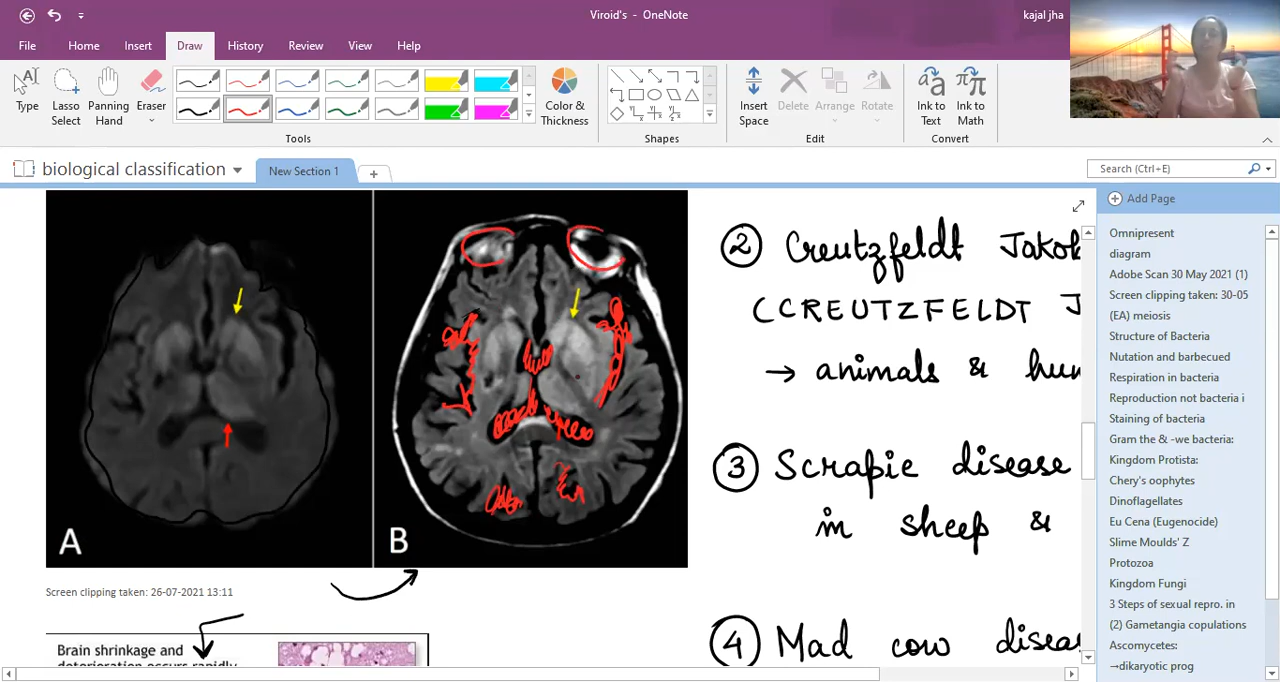 Viroid's - OneNote
kajal jha
File Home Insert Draw History Review View Help
Type
Lasso Select
Panning Hand
Eraser
Color & Thickness
Insert Space
Delete
Arrange
Rotate
Ink to Text
Ink to Math
Tools
Shapes
Edit
Convert
biological classification
New Section 1
Search (Ctrl+E)
A
B
Screen clipping taken: 26-07-2021 13:11
Brain shrinkage and
deterioration occurs rapidly
② Creutzfeldt Jakob
(CCREUTZFELDT J
→ animals & hum
③ Scrapie disease
in sheep &
④ Mad cow disea
Add Page
Omnipresent
diagram
Adobe Scan 30 May 2021 (1)
Screen clipping taken: 30-05
(EA) meiosis
Structure of Bacteria
Nutation and barbecued
Respiration in bacteria
Reproduction not bacteria i
Staining of bacteria
Gram the & -we bacteria:
Kingdom Protista:
Chery's oophytes
Dinoflagellates
Eu Cena (Eugenocide)
Slime Moulds' Z
Protozoa
Kingdom Fungi
3 Steps of sexual repro. in
(2) Gametangia copulations
Ascomycetes:
→dikaryotic prog